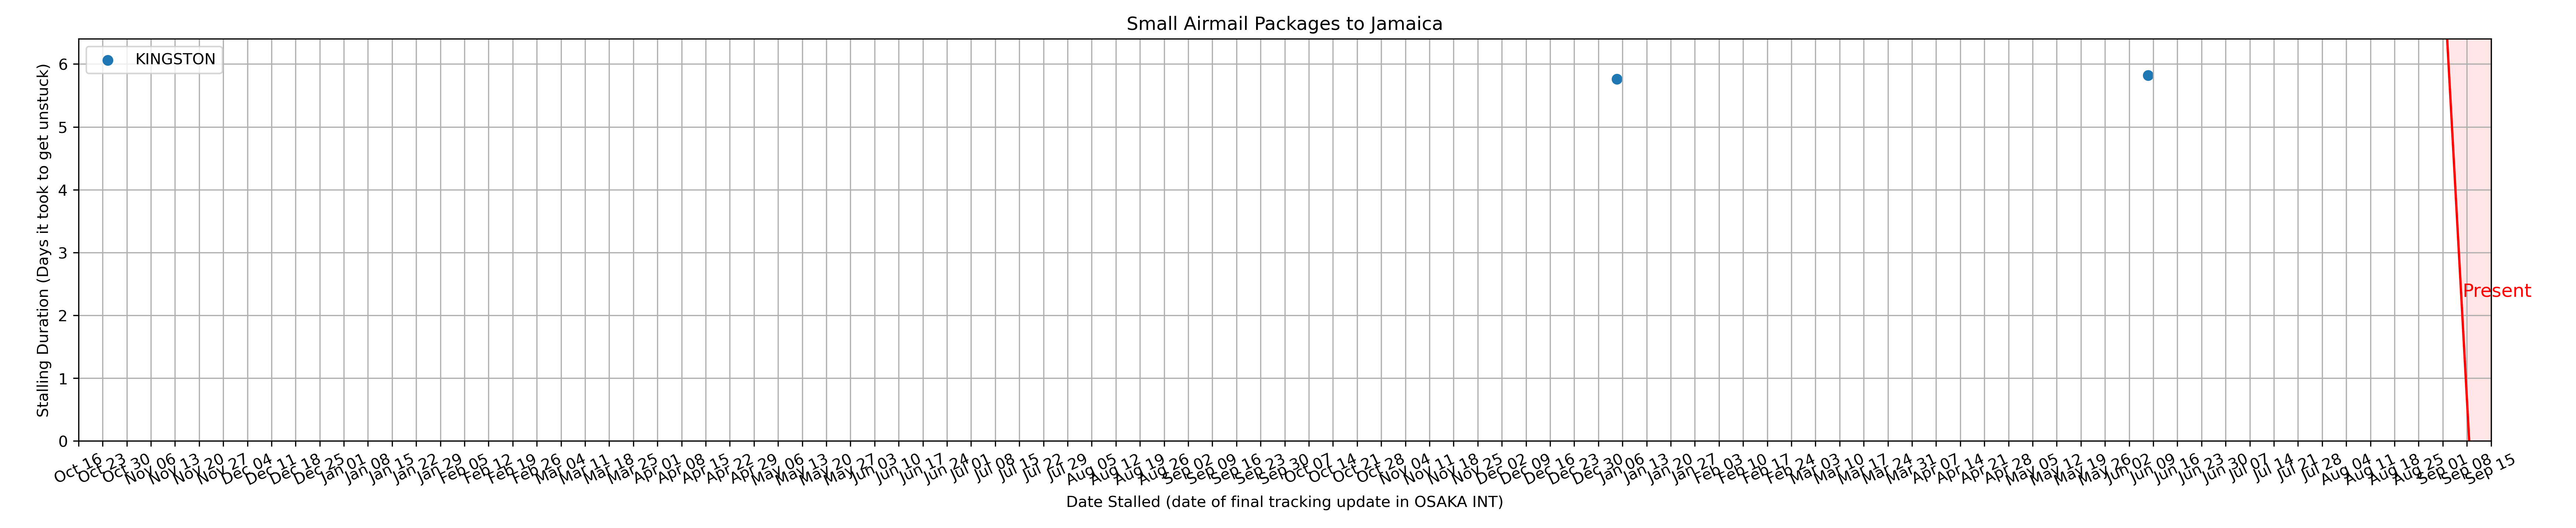 Small Airmail Packages to Jamaica
KINGSTON
Stalling Duration (Days it took to get unstuck)
6
5
4
3
2
1
0
Present
Oct 16 Oct 23 Oct 30 Nov 06 Nov 13 Nov 20 Nov 27 Dec 04 Dec 11 Dec 18 Dec 25 Jan 01 Jan 08 Jan 15 Jan 22 Jan 29 Feb 05 Feb 12 Feb 19 Feb 26 Mar 04 Mar 11 Mar 18 Mar 25 Apr 01 Apr 08 Apr 15 Apr 22 Apr 29 May 06 May 13 May 20 May 27 Jun 03 Jun 10 Jun 17 Jun 24 Jul 01 Jul 08 Jul 15 Jul 22 Jul 29 Aug 05 Aug 12 Aug 19 Aug 26 Sep 02 Sep 09 Sep 16 Sep 23 Sep 30 Oct 07 Oct 14 Oct 21 Oct 28 Nov 04 Nov 11 Nov 18 Nov 25 Dec 02 Dec 09 Dec 16 Dec 23 Dec 30 Jan 06 Jan 13 Jan 20 Jan 27 Feb 03 Feb 10 Feb 17 Feb 24 Mar 03 Mar 10 Mar 17 Mar 24 Mar 31 Apr 07 Apr 14 Apr 21 Apr 28 May 05 May 12 May 19 May 26 Jun 02 Jun 09 Jun 16 Jun 23 Jun 30 Jul 07 Jul 14 Jul 21 Jul 28 Aug 04 Aug 11 Aug 18 Aug 25 Sep 01 Sep 08 Sep 15
Date Stalled (date of final tracking update in OSAKA INT)